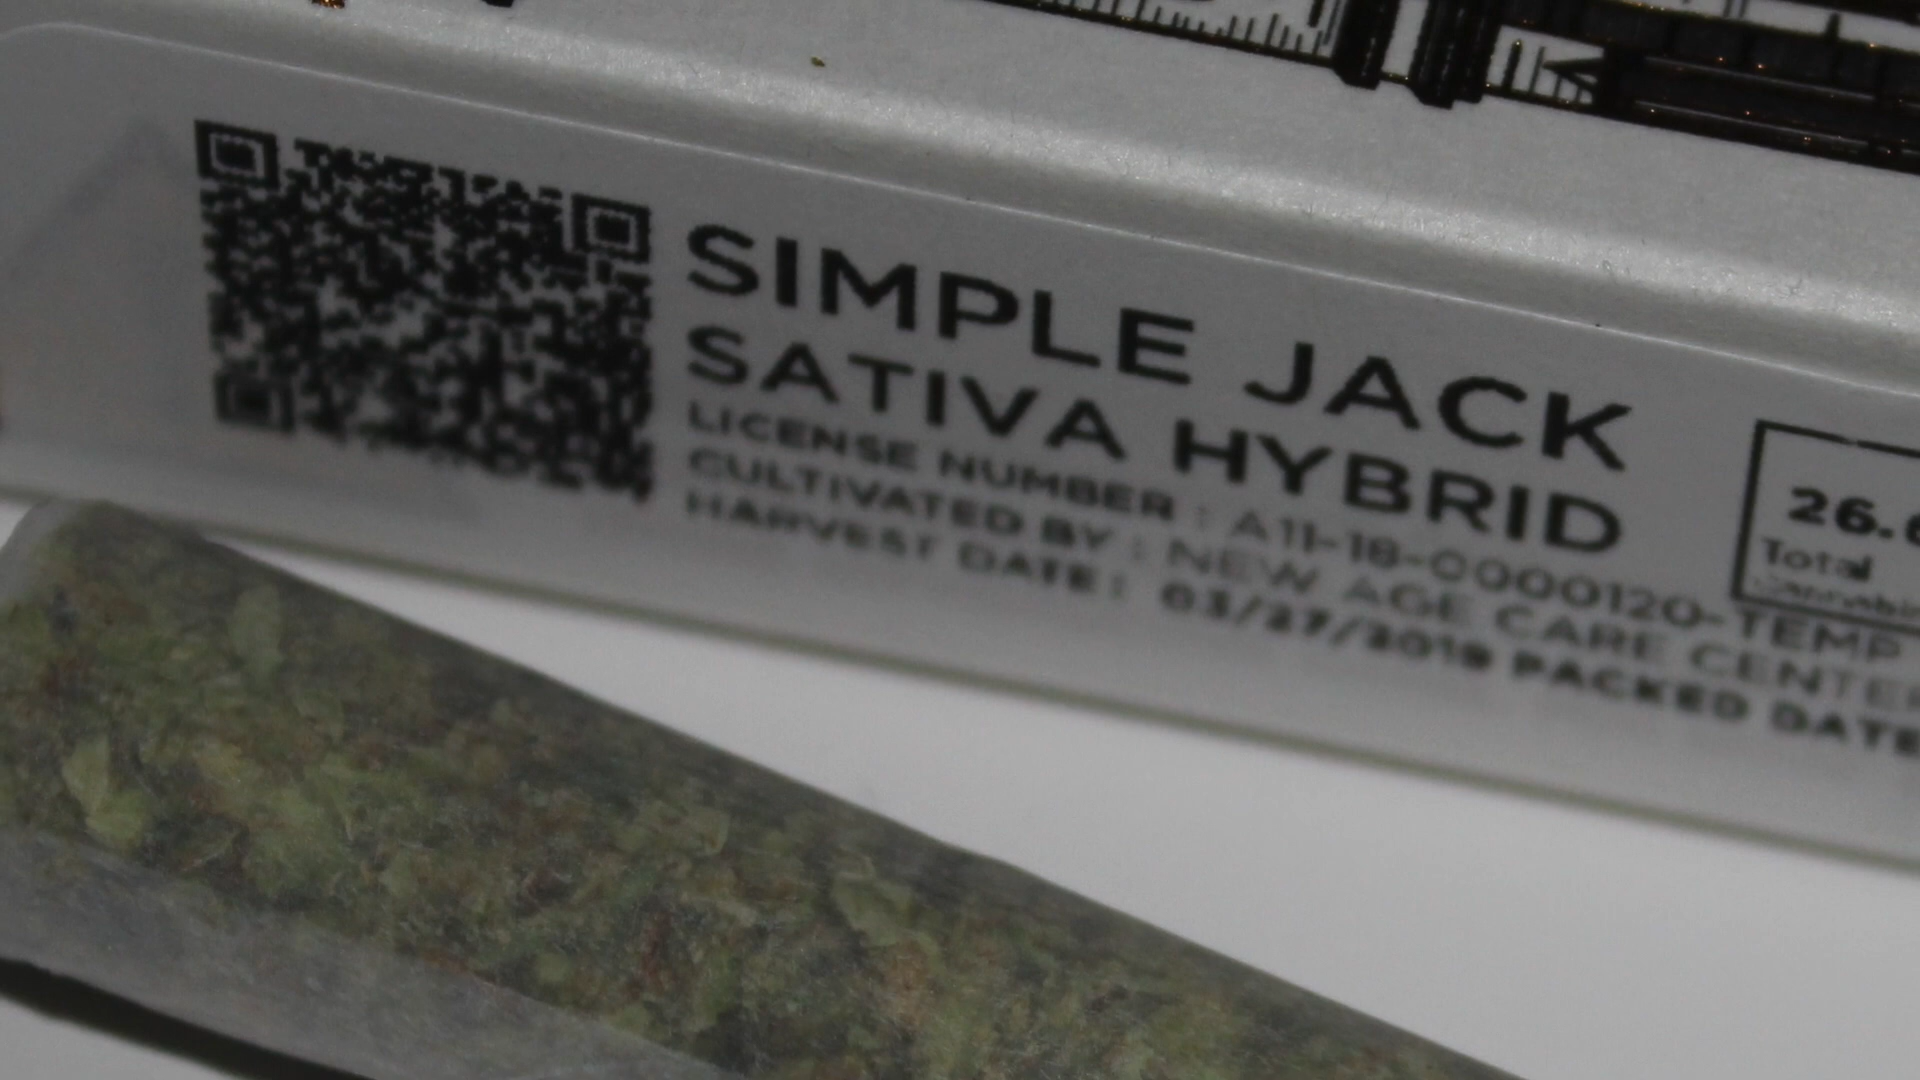 SIMPLE JACK
SATIVA HYBRID
LICENSE NUMBER : A11-18-0000120-TEMP
CULTIVATED BY : NEW AGE CARE CENTER
HARVEST DATE : 03/27/2019 PACKED DATE
26.
Total